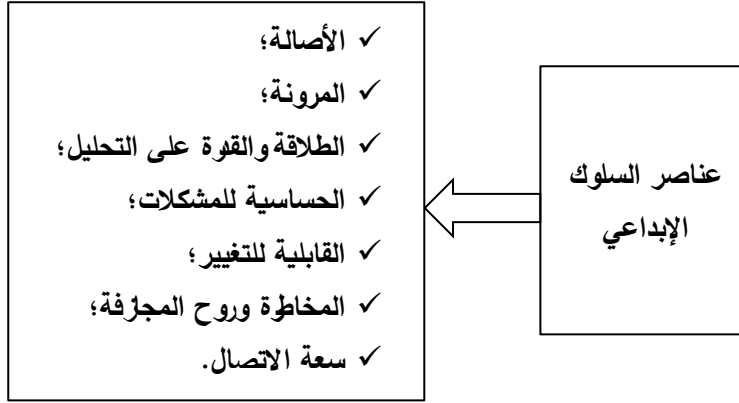 عناصر السلوك
الإبداعي
✓ الأصالة؛
✓ المرونة؛
✓ الطلاقة والقدرة على التحليل؛
✓ الحساسية للمشكلات؛
✓ القابلية للتغيير؛
✓ المخاطرة وروح المجازفة؛
✓ سعة الاتصال.